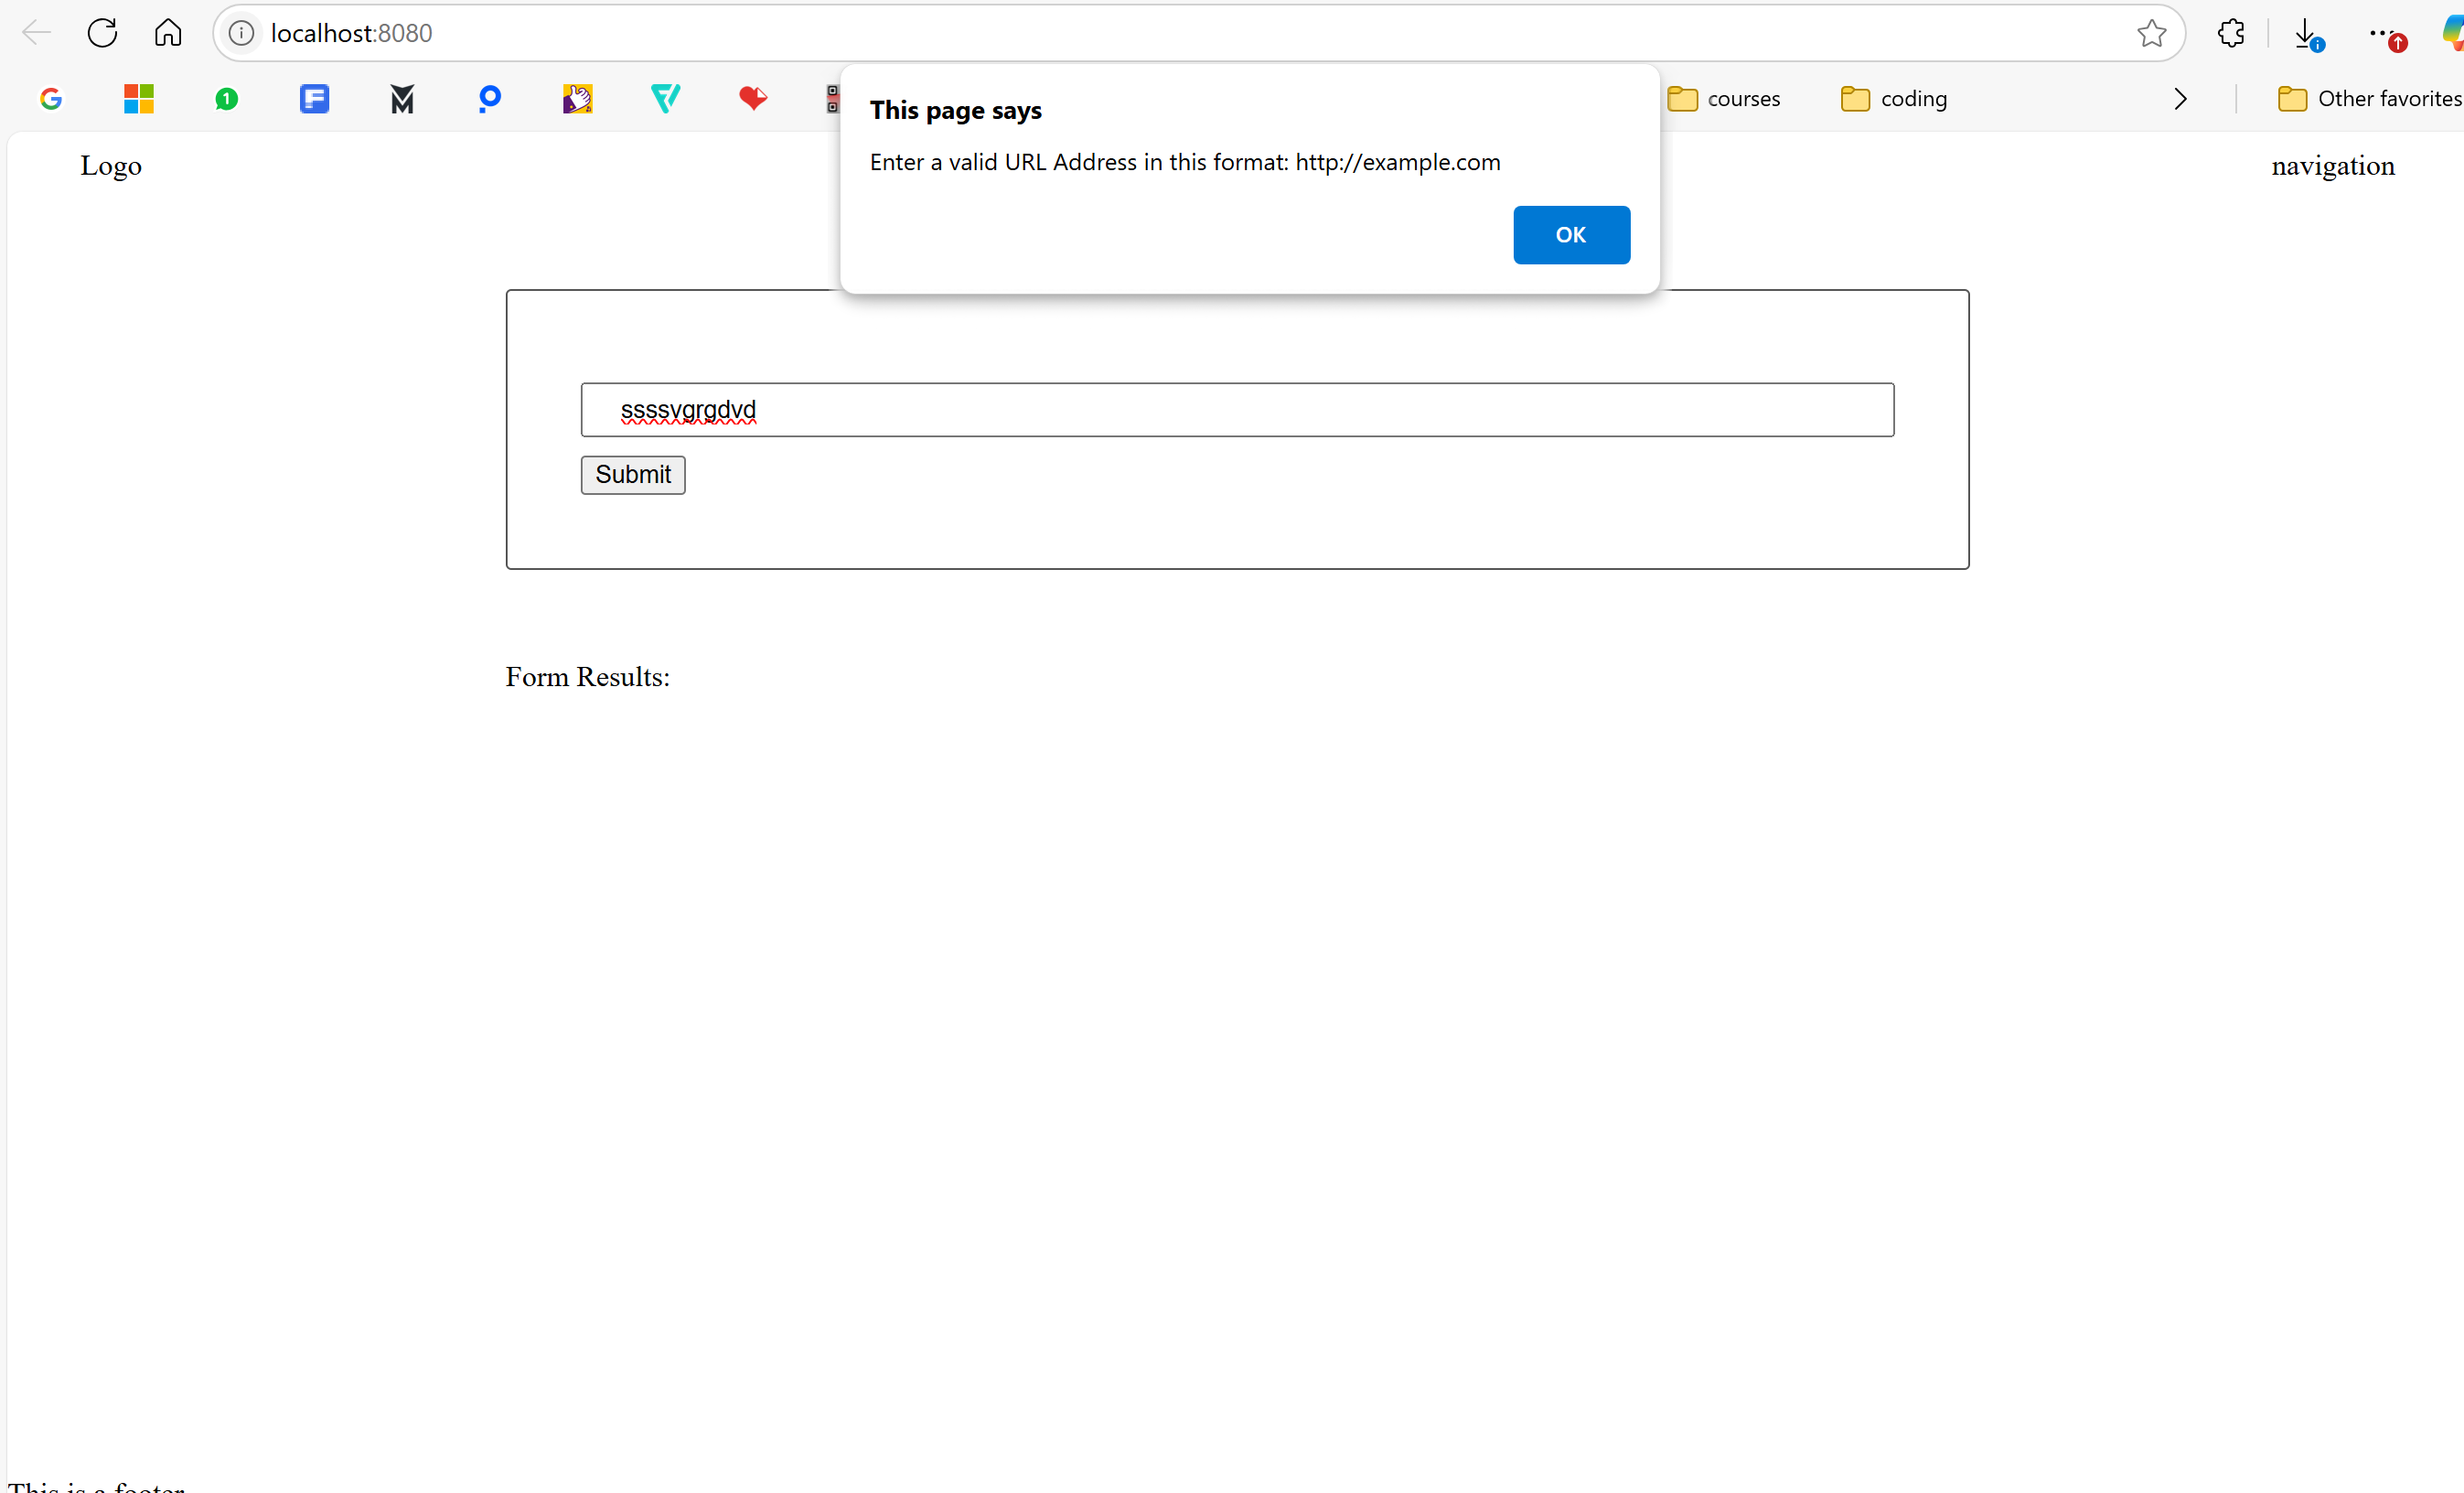 localhost:8080
1
courses
coding
Other favorites
This page says
Enter a valid URL Address in this format: http://example.com
OK
Logo
navigation
ssssvgrgdvd
Submit
Form Results:
This is a footer